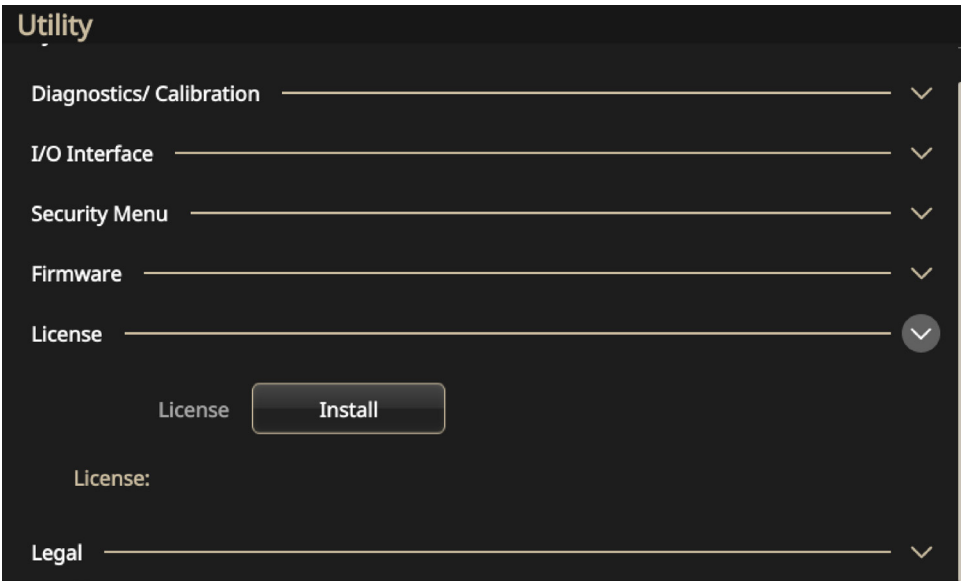 Utility
Diagnostics/ Calibration
I/O Interface
Security Menu
Firmware
License
License Install
License:
Legal